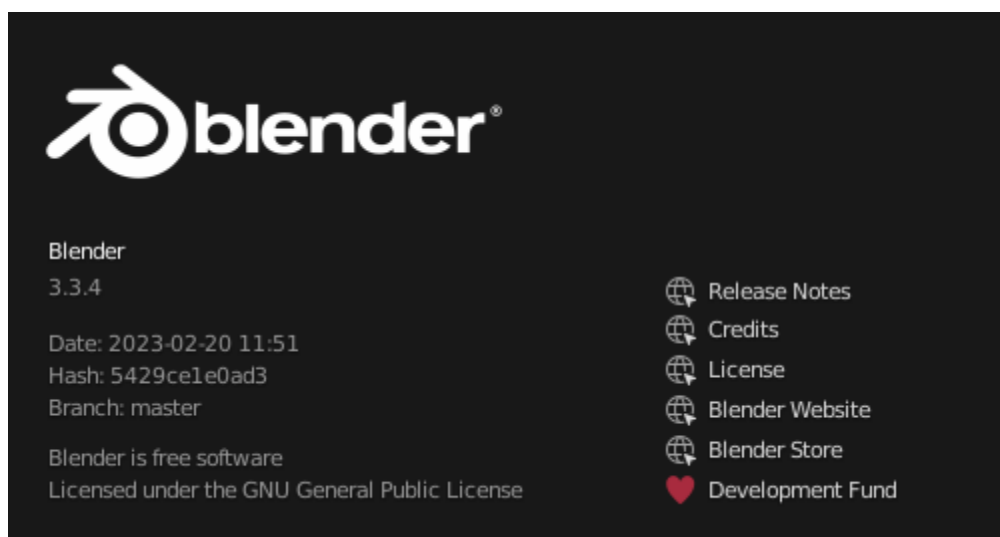 blender®
Blender
3.3.4
Date: 2023-02-20 11:51
Hash: 5429ce1e0ad3
Branch: master
Blender is free software
Licensed under the GNU General Public License
Release Notes
Credits
License
Blender Website
Blender Store
Development Fund